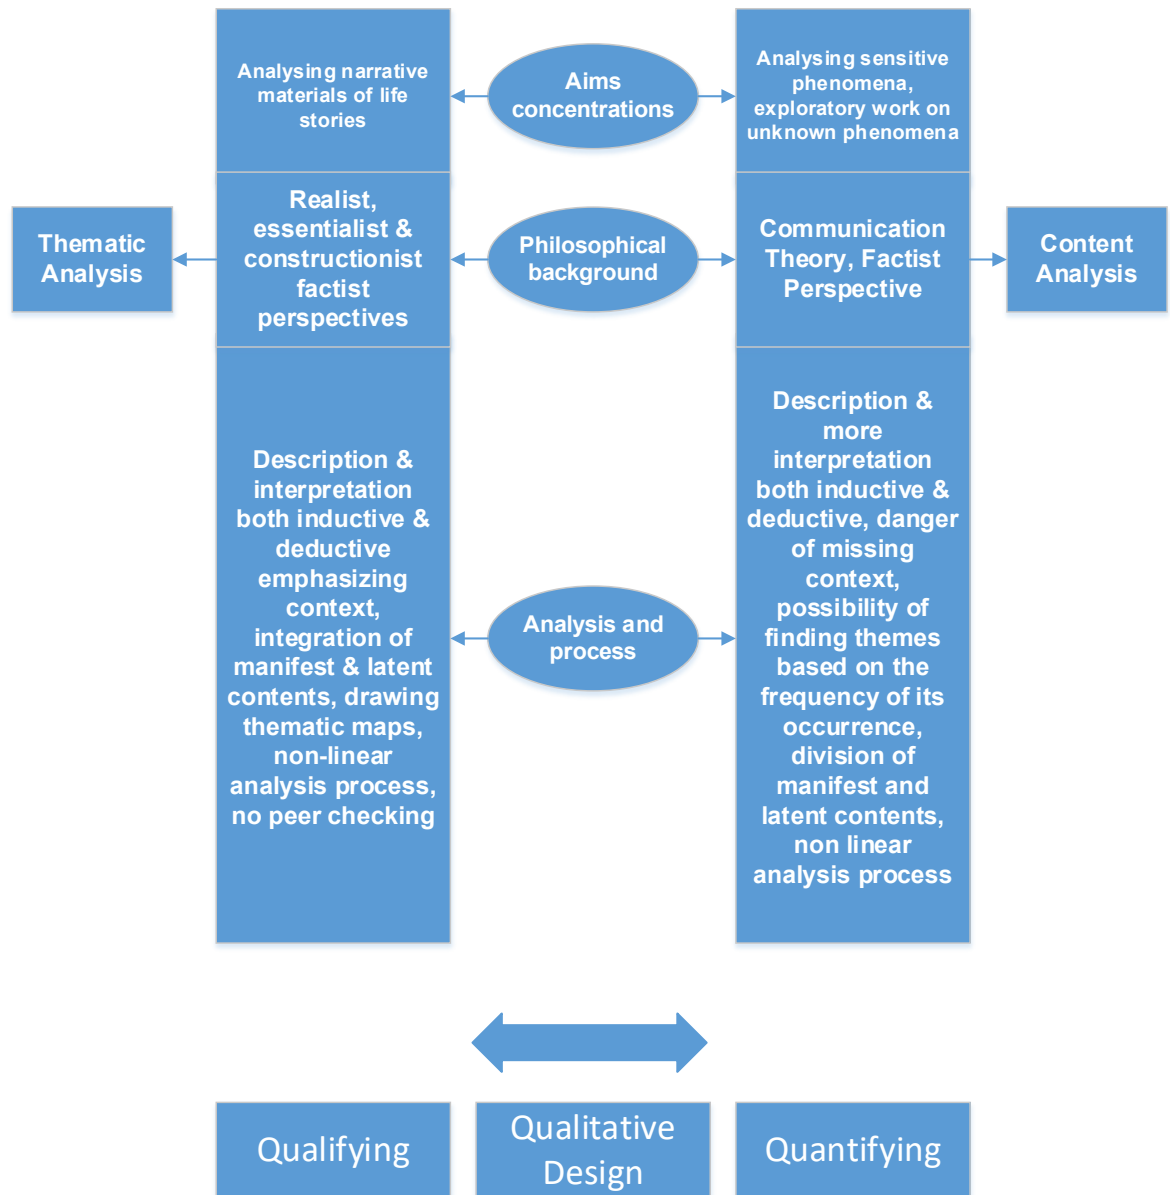 Analysing narrative
materials of life
stories
Aims
concentrations
Analysing sensitive
phenomena,
exploratory work on
unknown phenomena
Thematic
Analysis
Realist,
essentialist &
constructionist
factist
perspectives
Philosophical
background
Communication
Theory, Factist
Perspective
Content
Analysis
Description &
interpretation
both inductive &
deductive
emphasizing
context,
integration of
manifest & latent
contents, drawing
thematic maps,
non-linear
analysis process,
no peer checking
Analysis and
process
Description &
more
interpretation
both inductive &
deductive, danger
of missing
context,
possibility of
finding themes
based on the
frequency of its
occurrence,
division of
manifest and
latent contents,
non linear
analysis process
Qualifying
Qualitative
Design
Quantifying